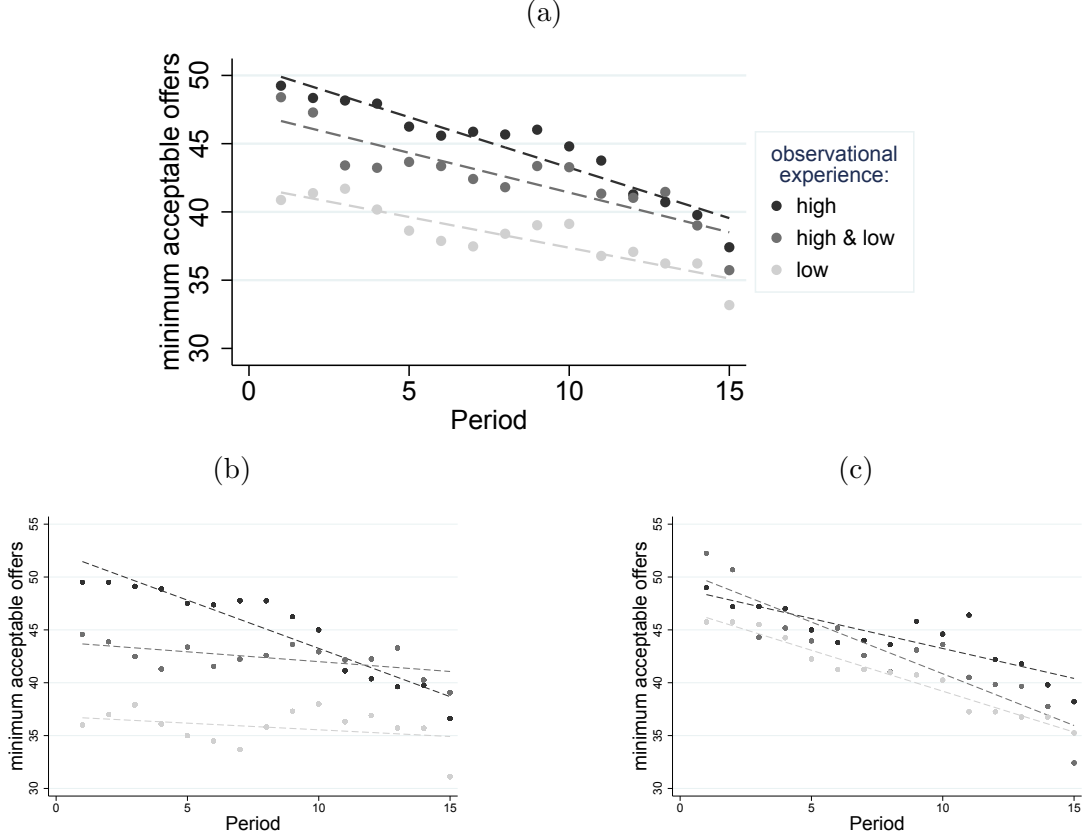 (a)
minimum acceptable offers
50
45
40
35
30
0
5
10
15
Period
observational
experience:
high
high & low
low
(b)
minimum acceptable offers
55
50
45
40
35
30
0
5
10
15
Period
(c)
minimum acceptable offers
55
50
45
40
35
30
0
5
10
15
Period